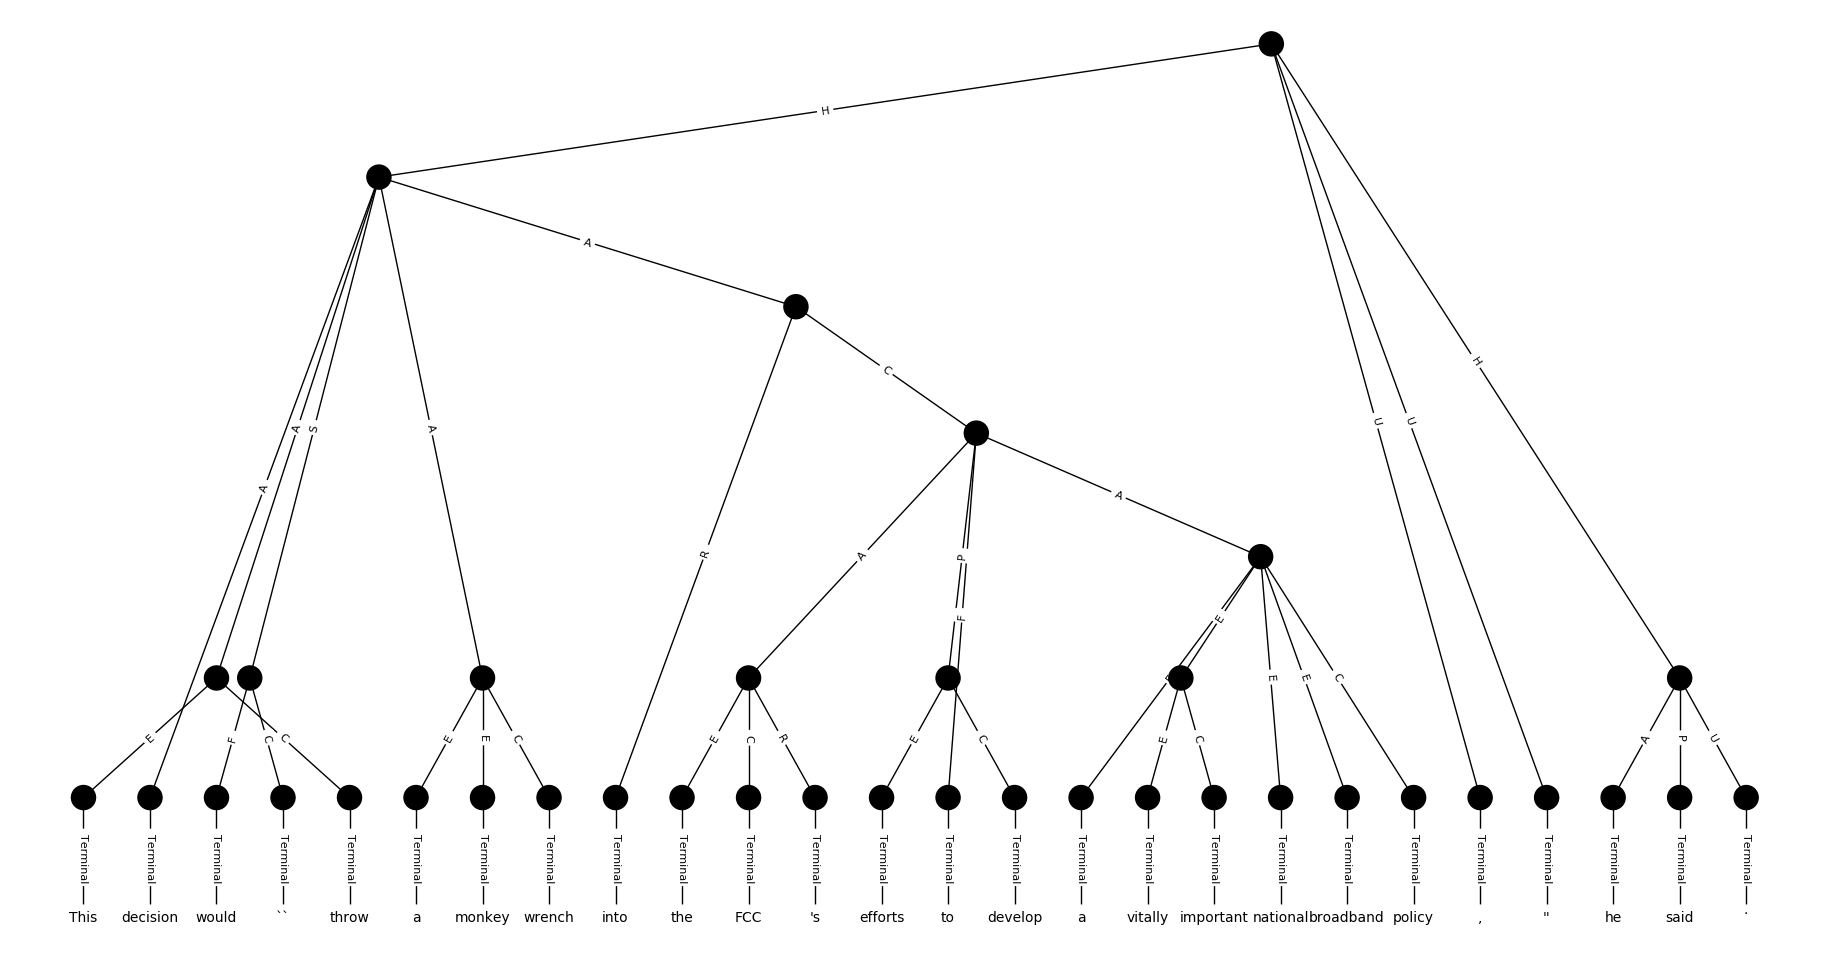 H
A
A
C
H
U
U
A
A
S
A
R
A
P
F
A
E
E
E
E
C
E
F
C
C
E
E
C
E
C
R
E
C
E
C
A
P
U
Terminal Terminal Terminal Terminal Terminal Terminal Terminal Terminal Terminal Terminal Terminal Terminal Terminal Terminal Terminal Terminal Terminal Terminal Terminal Terminal Terminal Terminal Terminal Terminal Terminal Terminal
This decision would `` throw a monkey wrench into the FCC 's efforts to develop a vitally important national broadband policy , " he said .